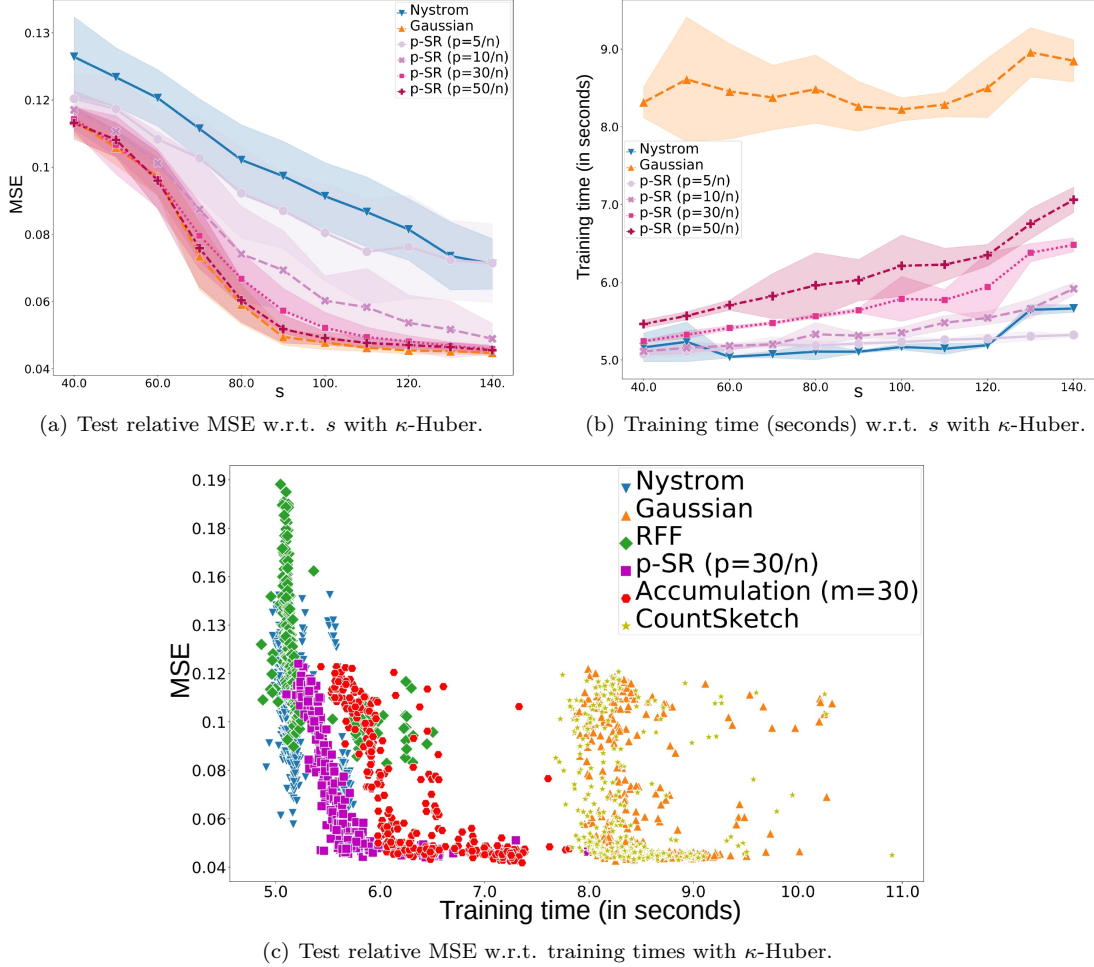 0.13
0.12
0.1
0.08
0.06
0.04
MSE
40.0
60.0
80.0
100.
120.
140.
s
Nystrom
Gaussian
p-SR (p=5/n)
p-SR (p=10/n)
p-SR (p=30/n)
p-SR (p=50/n)
(a) Test relative MSE w.r.t. s with κ-Huber.
9.0
8.0
7.0
6.0
5.0
Training time (in seconds)
40.0
60.0
80.0
100.
120.
140.
s
Nystrom
Gaussian
p-SR (p=5/n)
p-SR (p=10/n)
p-SR (p=30/n)
p-SR (p=50/n)
(b) Training time (seconds) w.r.t. s with κ-Huber.
0.19
0.16
0.13
0.12
0.1
0.08
0.06
0.04
MSE
5.0
6.0
7.0
8.0
9.0
10.0
11.0
Training time (in seconds)
Nystrom
Gaussian
RFF
p-SR (p=30/n)
Accumulation (m=30)
CountSketch
(c) Test relative MSE w.r.t. training times with κ-Huber.